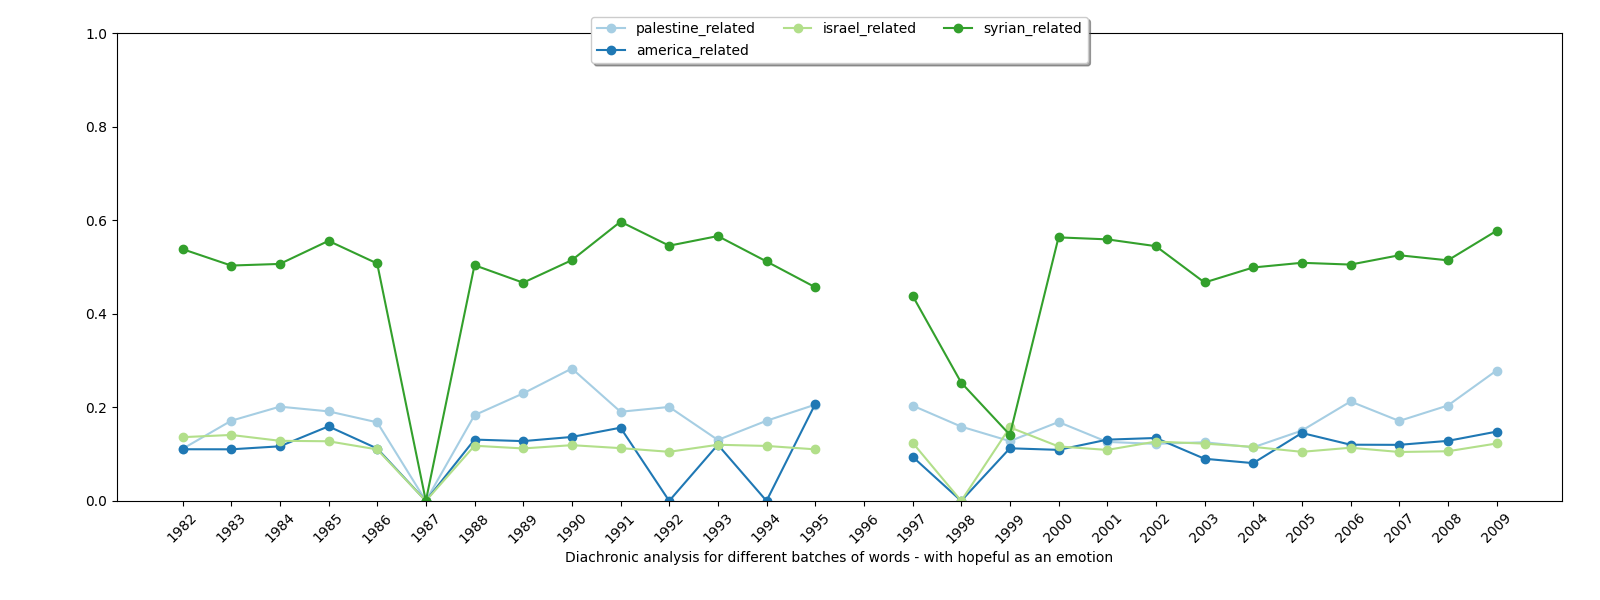 palestine_related israel_related syrian_related
america_related
1.0
0.8
0.6
0.4
0.2
0.0
1982 1983 1984 1985 1986 1987 1988 1989 1990 1991 1992 1993 1994 1995 1996 1997 1998 1999 2000 2001 2002 2003 2004 2005 2006 2007 2008 2009
Diachronic analysis for different batches of words - with hopeful as an emotion